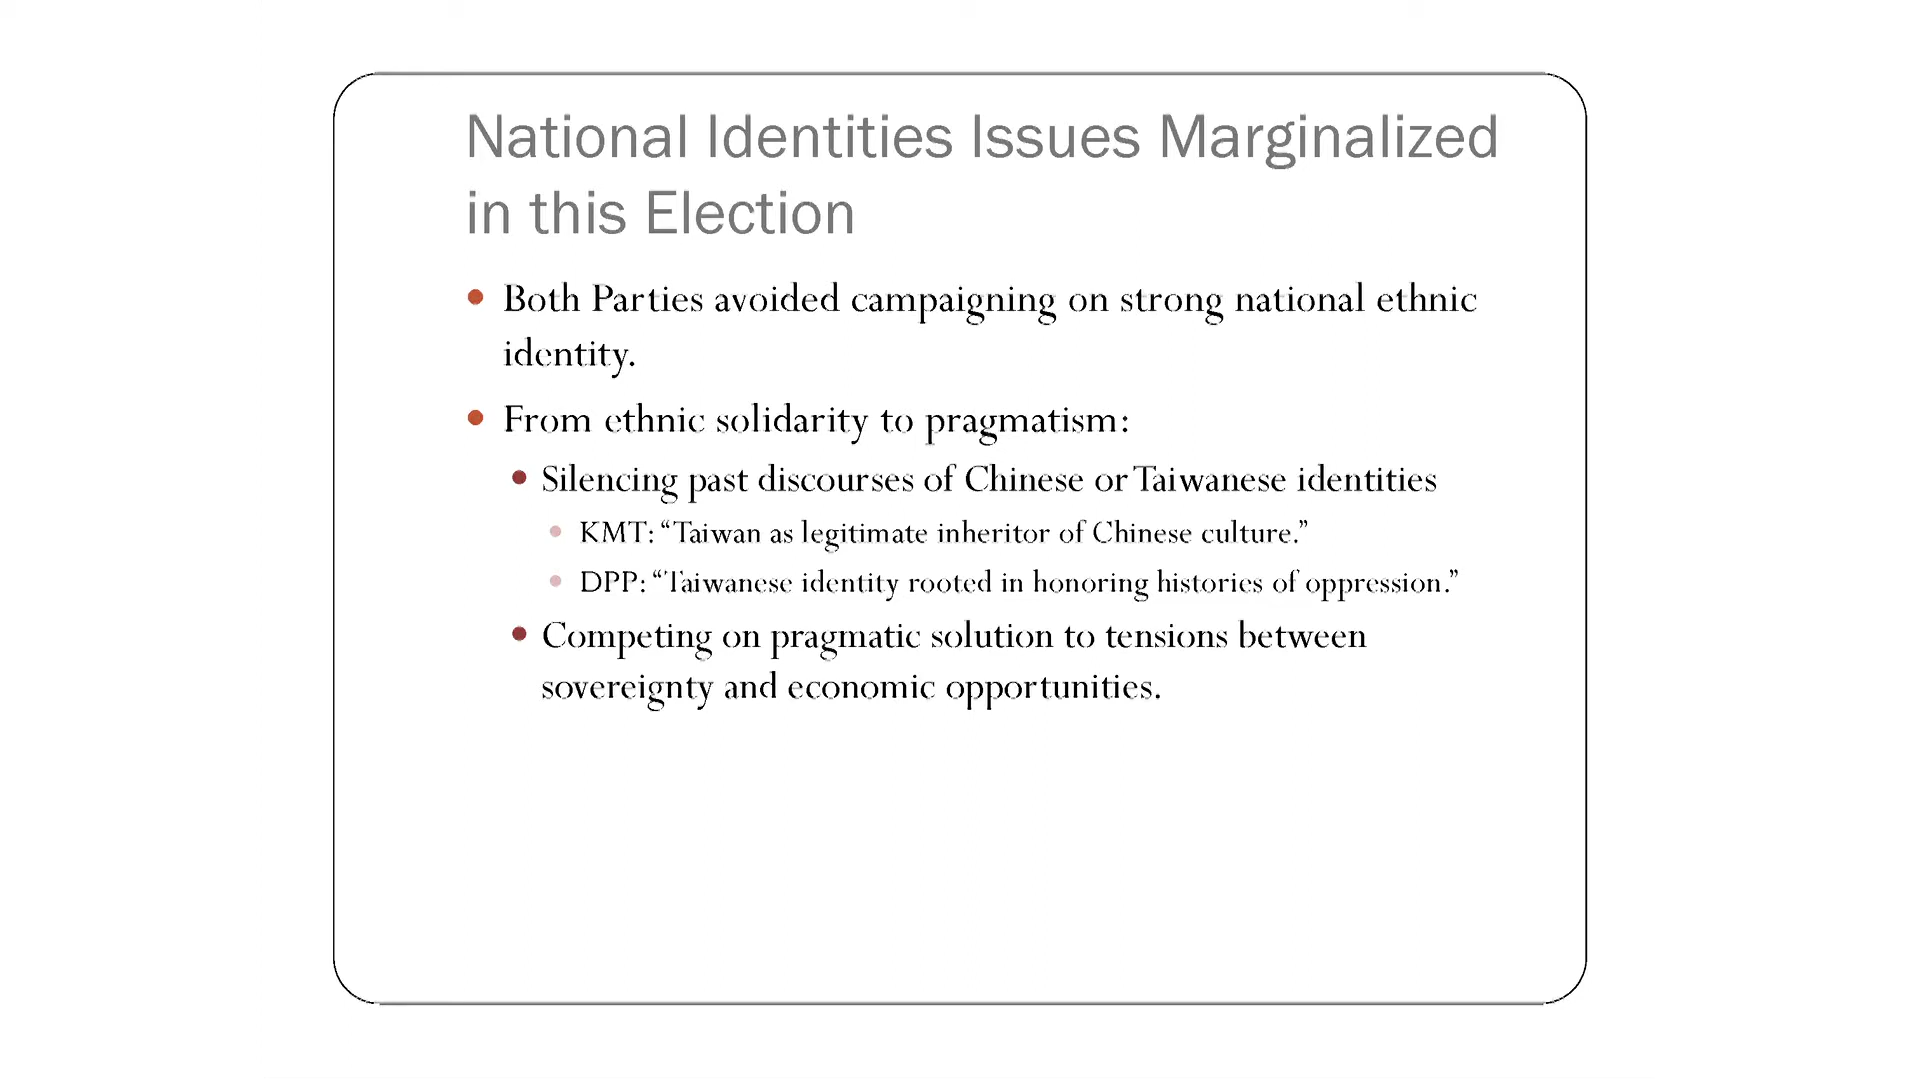 National Identities Issues Marginalized
in this Election
Both Parties avoided campaigning on strong national ethnic
identity.
From ethnic solidarity to pragmatism:
Silencing past discourses of Chinese or Taiwanese identities
KMT: “Taiwan as legitimate inheritor of Chinese culture.”
DPP: “Taiwanese identity rooted in honoring histories of oppression.”
Competing on pragmatic solution to tensions between
sovereignty and economic opportunities.